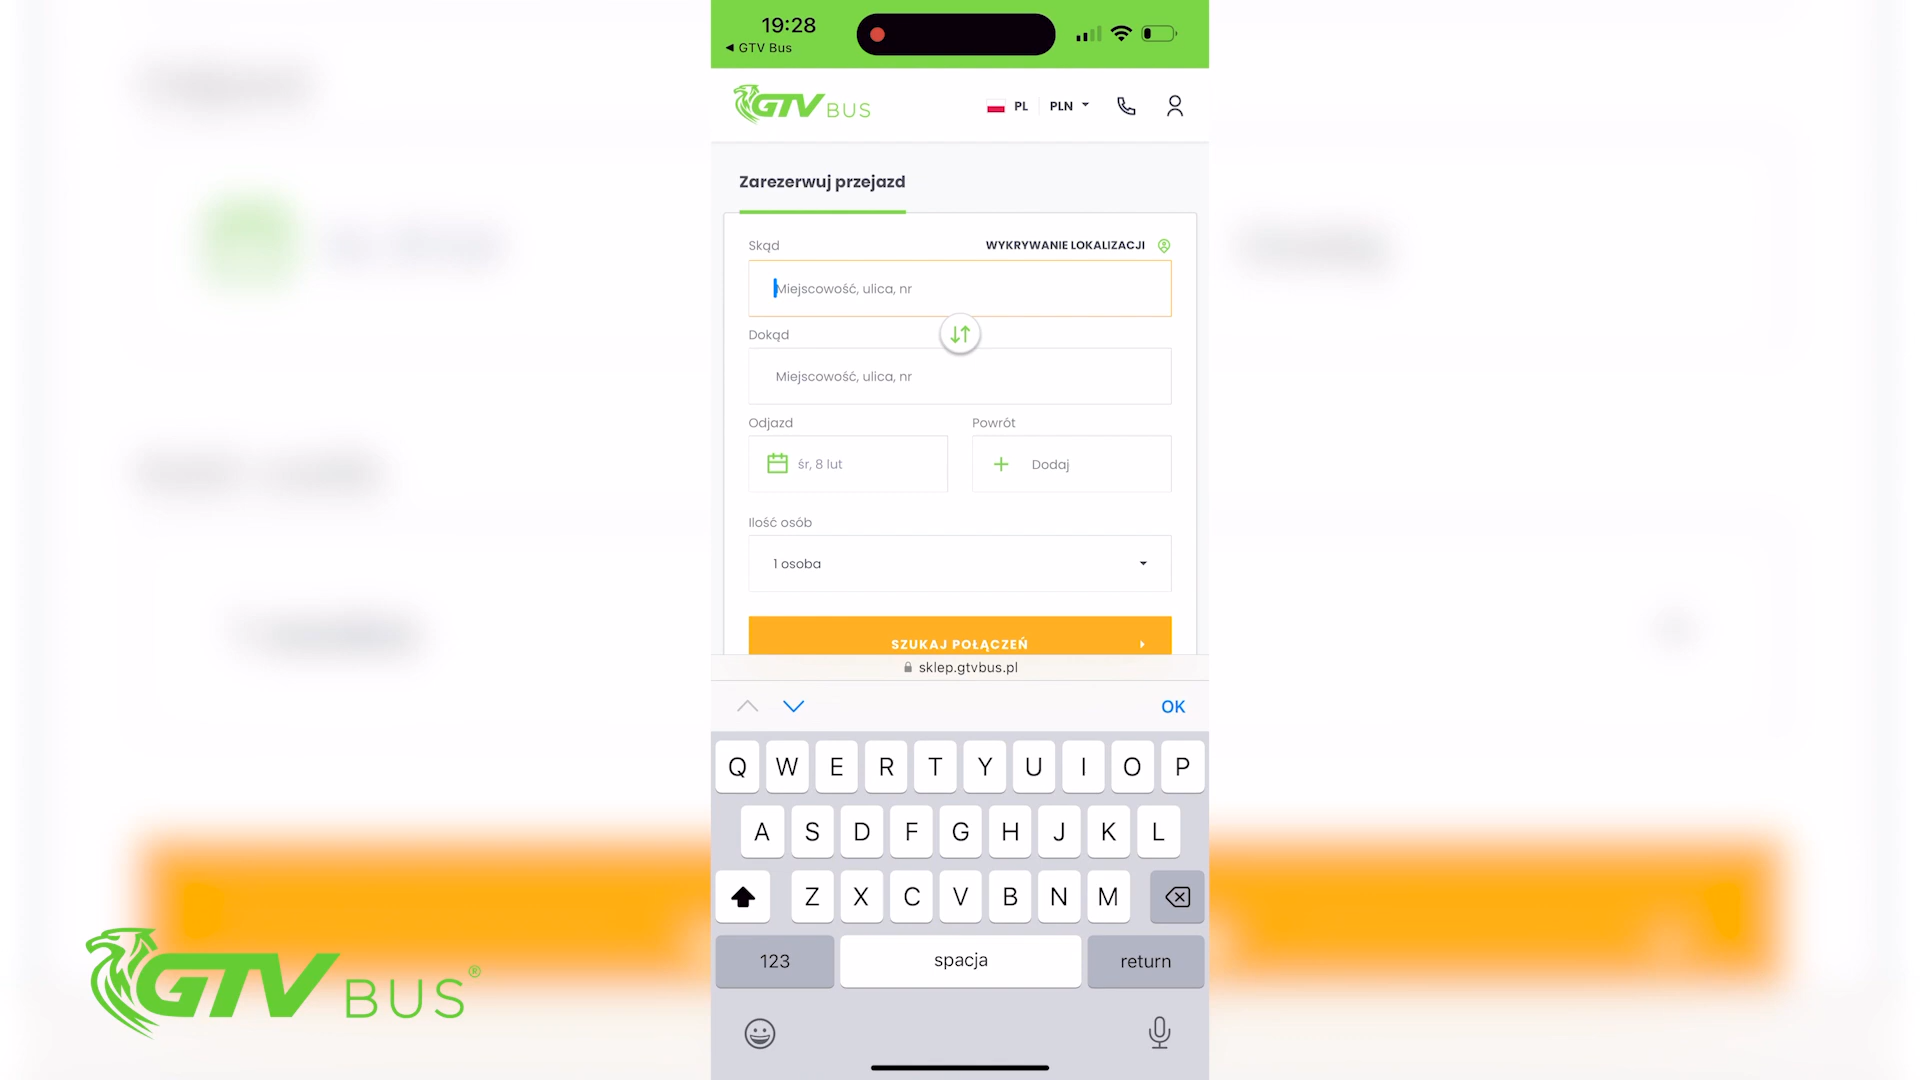 19:28
◀ GTV Bus
GTV BUS
PL
PLN
Zarezerwuj przejazd
Skąd
WYKRYWANIE LOKALIZACJI
Miejscowość, ulica, nr
Dokąd
Miejscowość, ulica, nr
Odjazd
Powrót
śr, 8 lut
+ Dodaj
Ilość osób
1 osoba
SZUKAJ POŁĄCZEŃ
sklep.gtvbus.pl
OK
Q W E R T Y U I O P
A S D F G H J K L
Z X C V B N M
123
spacja
return
GTV BUS®